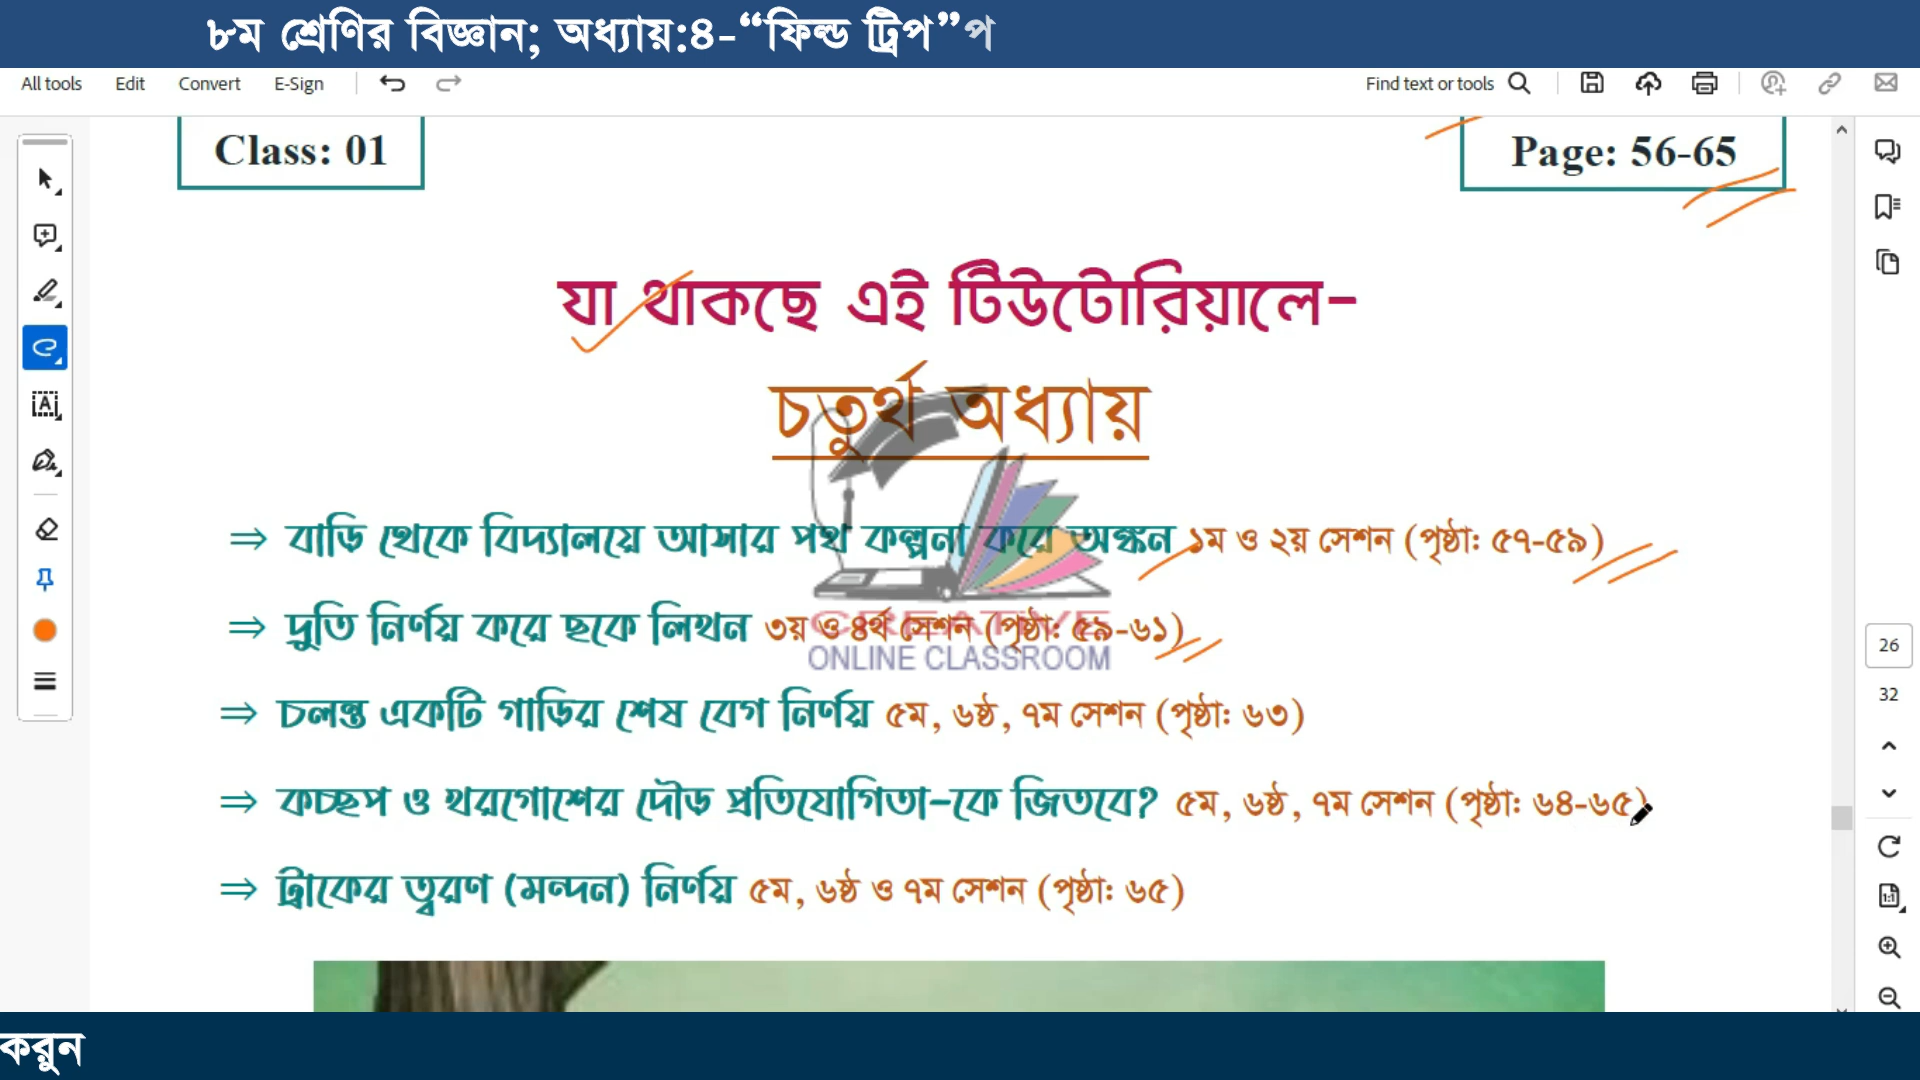 ৮ম শ্রেণির বিজ্ঞান; অধ্যায়:৪-“ফিল্ড ট্রিপ”প
All tools Edit Convert E-Sign Find text or tools
Class: 01
Page: 56-65
যা থাকছে এই টিউটোরিয়ালে-
চতুর্থ অধ্যায়
⇒ বাড়ি থেকে বিদ্যালয়ে আসার পথ কল্পনা করে অঙ্কন ১ম ও ২য় সেশন (পৃষ্ঠা: ৫৭-৫৯)
⇒ দ্রুতি নির্ণয় করে ছকে লিখন ৩য় ও ৪র্থ সেশন (পৃষ্ঠা: ৫৯-৬১)
CREATIVE
ONLINE CLASSROOM
⇒ চলন্ত একটি গাড়ির শেষ বেগ নির্ণয় ৫ম, ৬ষ্ঠ, ৭ম সেশন (পৃষ্ঠা: ৬৩)
⇒ কচ্ছপ ও খরগোশের দৌড় প্রতিযোগিতা-কে জিতবে? ৫ম, ৬ষ্ঠ, ৭ম সেশন (পৃষ্ঠা: ৬৪-৬৫)
⇒ ট্রাকের ত্বরণ (মন্দন) নির্ণয় ৫ম, ৬ষ্ঠ ও ৭ম সেশন (পৃষ্ঠা: ৬৫)
26
32
করুন